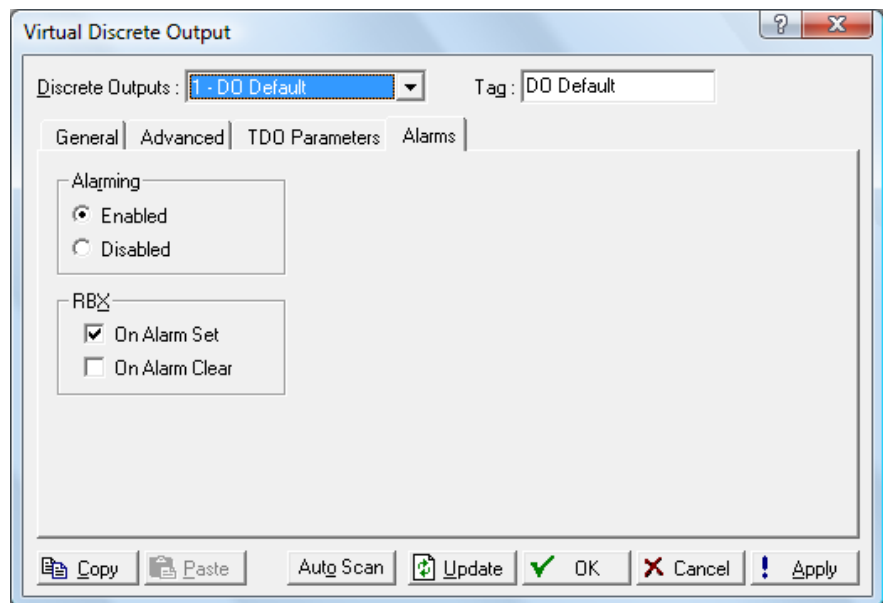 Virtual Discrete Output
Discrete Outputs : 1 - DO Default Tag : DO Default
General Advanced TDO Parameters Alarms
Alarming
Enabled
Disabled
RBX
On Alarm Set
On Alarm Clear
Copy Paste Auto Scan Update OK Cancel Apply